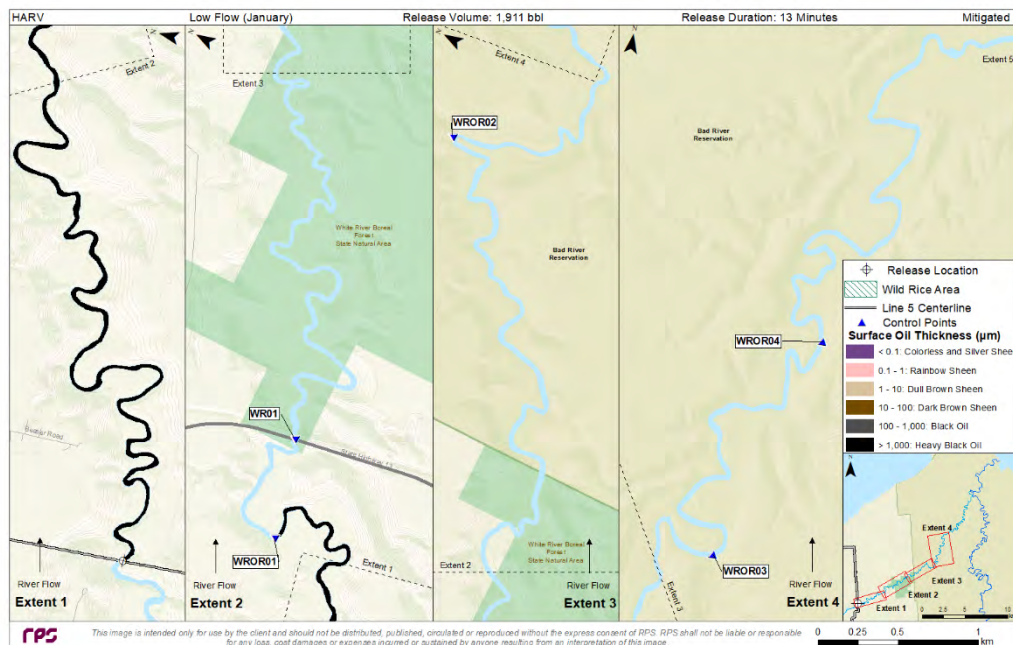 HARV
Low Flow (January)
Release Volume: 1,911 bbl
Release Duration: 13 Minutes
Mitigated
N
Extent 2
River Flow
Extent 1
N
Extent 3
White River Boreal
Forest
State Natural Area
WR01
WROR01
Extent 1
River Flow
Extent 2
N
Extent 4
WROR02
Bad River
Reservation
White River Boreal
Forest
State Natural Area
Extent 2
River Flow
Extent 3
N
Extent 5
Bad River
Reservation
WROR04
WROR03
Extent 3
River Flow
Extent 4
Release Location
Wild Rice Area
Line 5 Centerline
Control Points
Surface Oil Thickness (µm)
< 0.1: Colorless and Silver Sheen
0.1 - 1: Rainbow Sheen
1 - 10: Dull Brown Sheen
10 - 100: Dark Brown Sheen
100 - 1,000: Black Oil
> 1,000: Heavy Black Oil
N
Extent 4
Extent 3
Extent 2
Extent 1
0 2.5 5 10
rps
This image is intended only for use by the client and should not be distributed, published, circulated or reproduced without the express consent of RPS. RPS shall not be liable or responsible
for any loss, cost damages or expenses incurred or sustained by anyone resulting from an interpretation of this image.
0 0.25 0.5 1
km